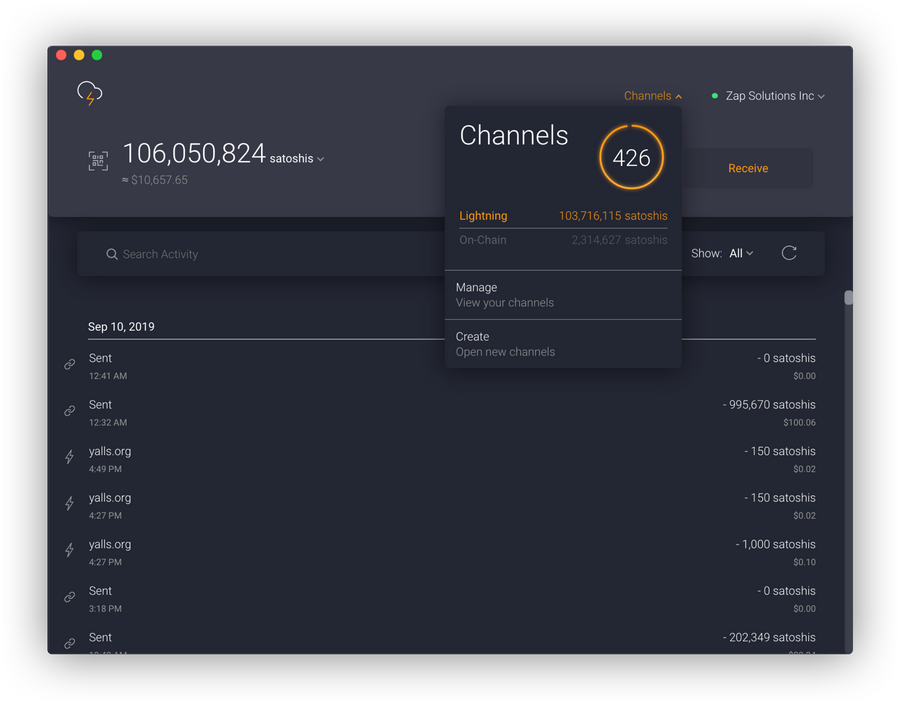 Channels
Zap Solutions Inc
106,050,824 satoshis
≈ $10,657.65
Channels
426
Receive
Lightning 103,716,115 satoshis
On-Chain 2,314,627 satoshis
Search Activity
Show: All
Manage
View your channels
Create
Open new channels
Sep 10, 2019
Sent - 0 satoshis
12:41 AM $0.00
Sent - 995,670 satoshis
12:32 AM $100.06
yalls.org - 150 satoshis
4:49 PM $0.02
yalls.org - 150 satoshis
4:27 PM $0.02
yalls.org - 1,000 satoshis
4:27 PM $0.10
Sent - 0 satoshis
3:18 PM $0.00
Sent - 202,349 satoshis